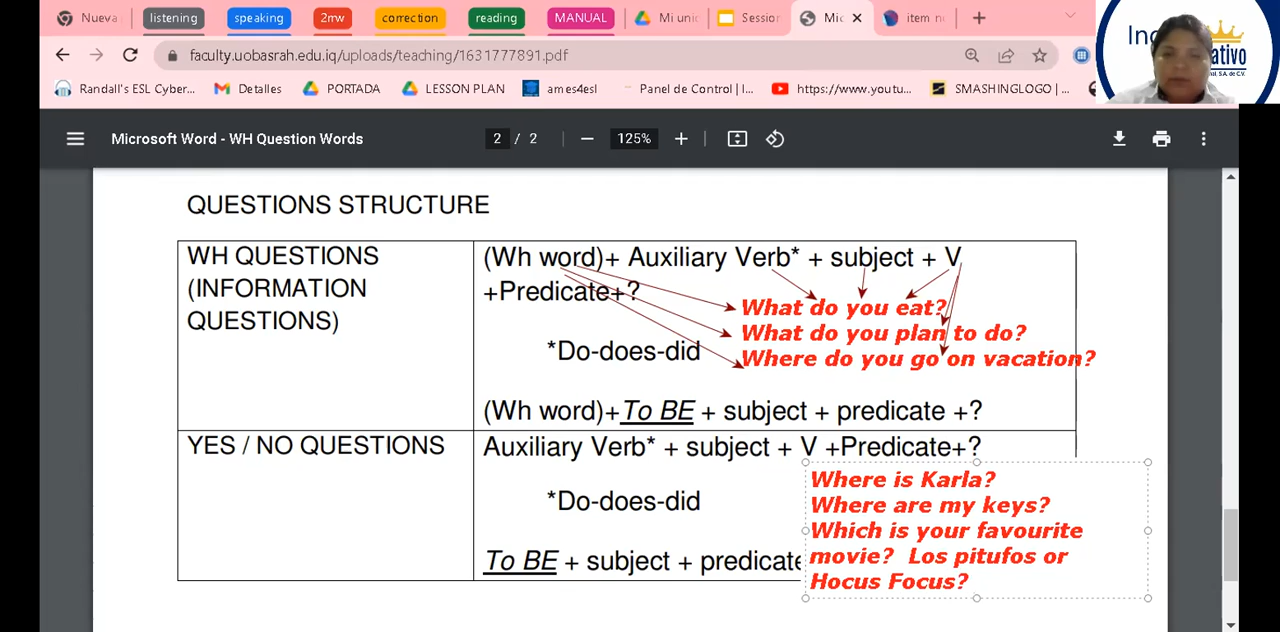 Nueva
listening
speaking
2mw
correction
reading
MANUAL
Mi uni
Session
Mic
item n
faculty.uobasrah.edu.iq/uploads/teaching/1631777891.pdf
Randall's ESL Cyber...
Detalles
PORTADA
LESSON PLAN
ames4esl
Panel de Control | I...
https://www.youtu...
SMASHINGLOGO | ...
Microsoft Word - WH Question Words
2 / 2
125%
QUESTIONS STRUCTURE
WH QUESTIONS
(INFORMATION
QUESTIONS)
(Wh word)+ Auxiliary Verb* + subject + V
+Predicate+?
What do you eat?
What do you plan to do?
*Do-does-did
Where do you go on vacation?
(Wh word)+To BE + subject + predicate +?
YES / NO QUESTIONS
Auxiliary Verb* + subject + V +Predicate+?
*Do-does-did
To BE + subject + predicate
Where is Karla?
Where are my keys?
Which is your favourite
movie? Los pitufos or
Hocus Focus?